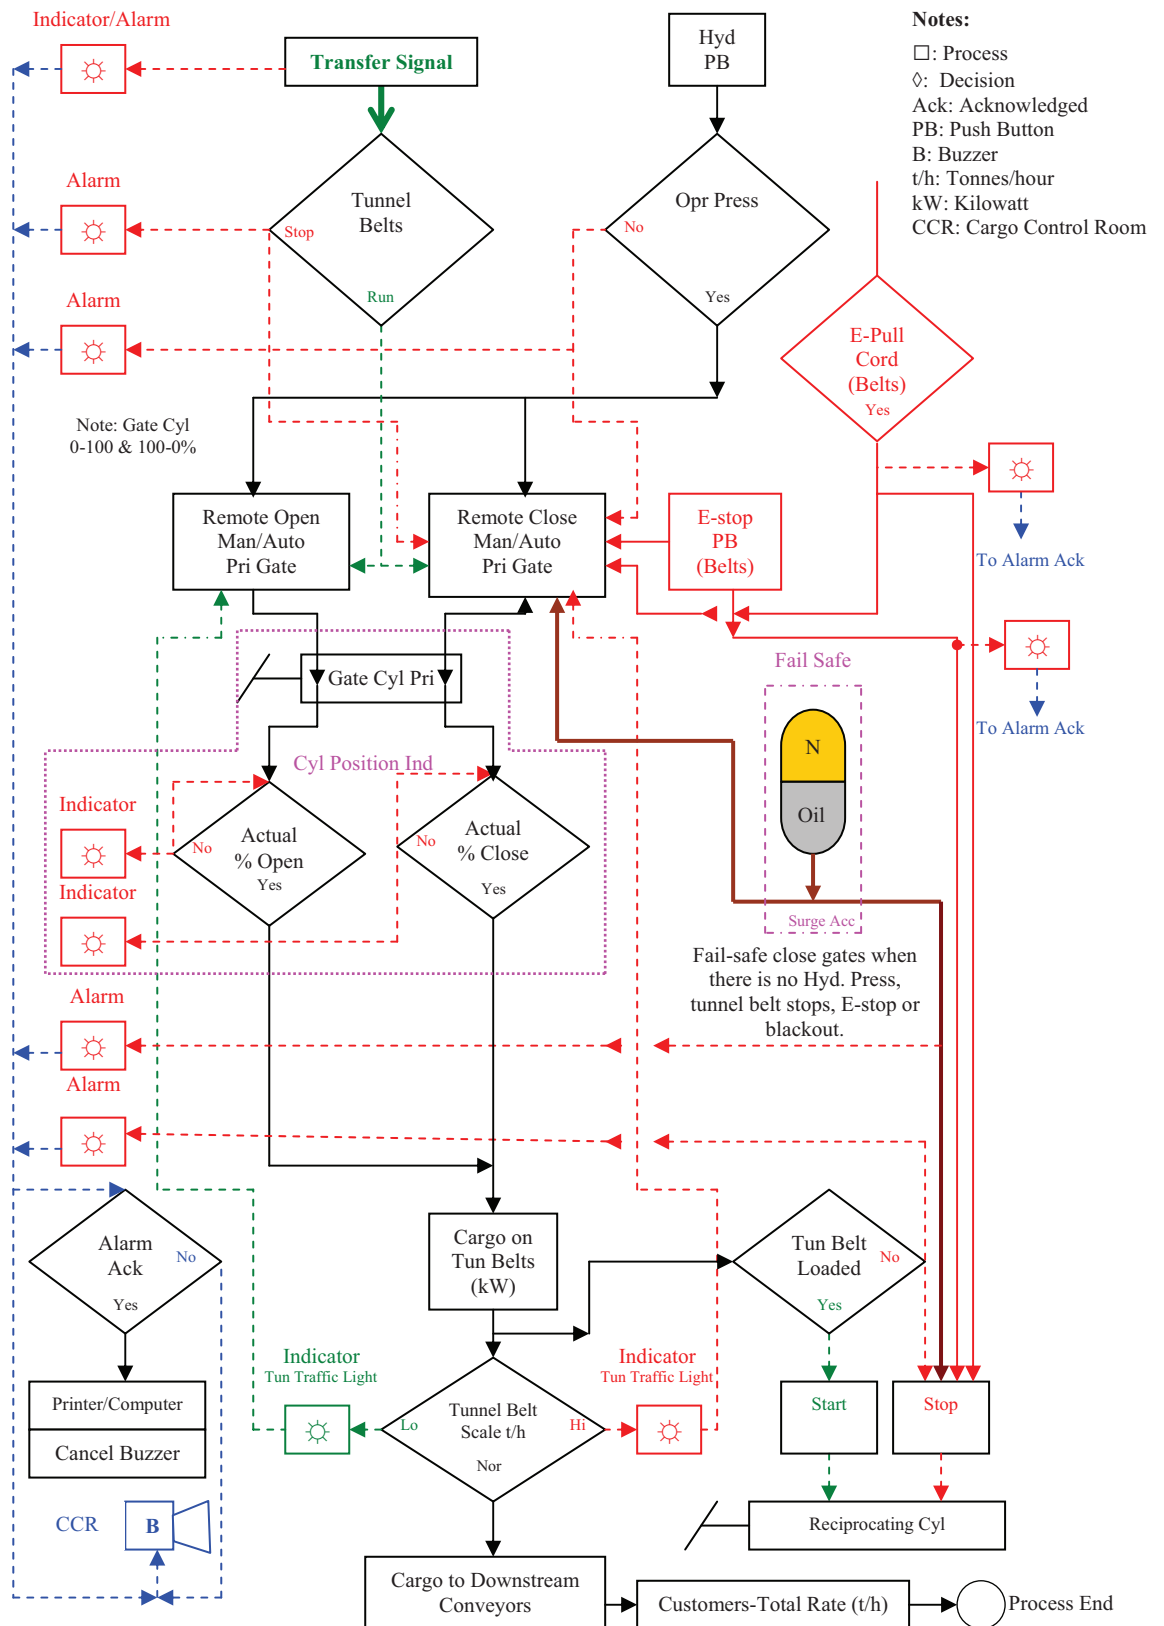 Indicator/Alarm
Transfer Signal
Hyd
PB
Notes:
□: Process
◊: Decision
Ack: Acknowledged
PB: Push Button
B: Buzzer
t/h: Tonnes/hour
kW: Kilowatt
CCR: Cargo Control Room
Alarm
Tunnel
Belts
Stop
Run
Opr Press
No
Yes
Alarm
E-Pull
Cord
(Belts)
Yes
Note: Gate Cyl
0-100 & 100-0%
Remote Open
Man/Auto
Pri Gate
Remote Close
Man/Auto
Pri Gate
E-stop
PB
(Belts)
To Alarm Ack
Fail Safe
Gate Cyl Pri
To Alarm Ack
N
Oil
Cyl Position Ind
Indicator
Actual
% Open
No
Yes
Actual
% Close
No
Yes
Indicator
Surge Acc
Fail-safe close gates when
there is no Hyd. Press,
tunnel belt stops, E-stop or
blackout.
Alarm
Alarm
Alarm
Ack
No
Yes
Cargo on
Tun Belts
(kW)
Tun Belt
Loaded
No
Yes
Indicator
Tun Traffic Light
Indicator
Tun Traffic Light
Printer/Computer
Cancel Buzzer
Lo
Tunnel Belt
Scale t/h
Hi
Nor
Start
Stop
CCR
B
Reciprocating Cyl
Cargo to Downstream
Conveyors
Customers-Total Rate (t/h)
Process End